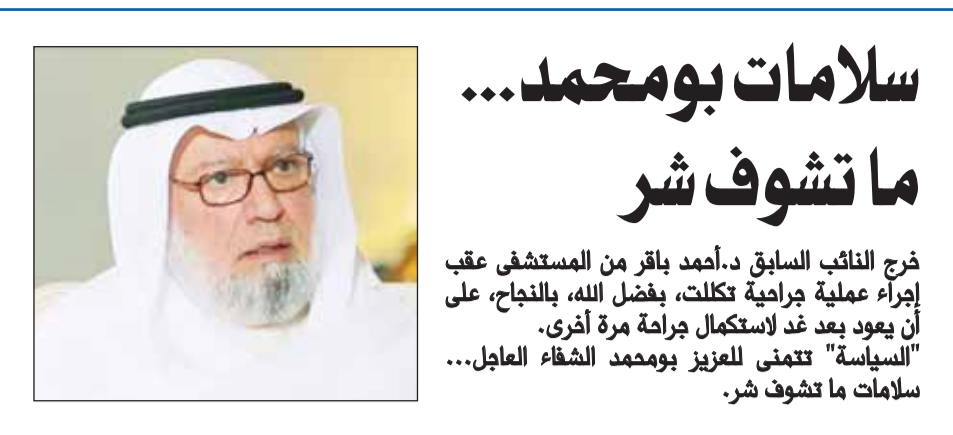 سلامات بومحمد...
ما تشوف شر
خرج النائب السابق د.أحمد باقر من المستشفى عقب
إجراء عملية جراحية تكللت، بفضل الله، بالنجاح، على
أن يعود بعد غد لاستكمال جراحة مرة أخرى.
"السياسة" تتمنى للعزيز بومحمد الشفاء العاجل...
سلامات ما تشوف شر.